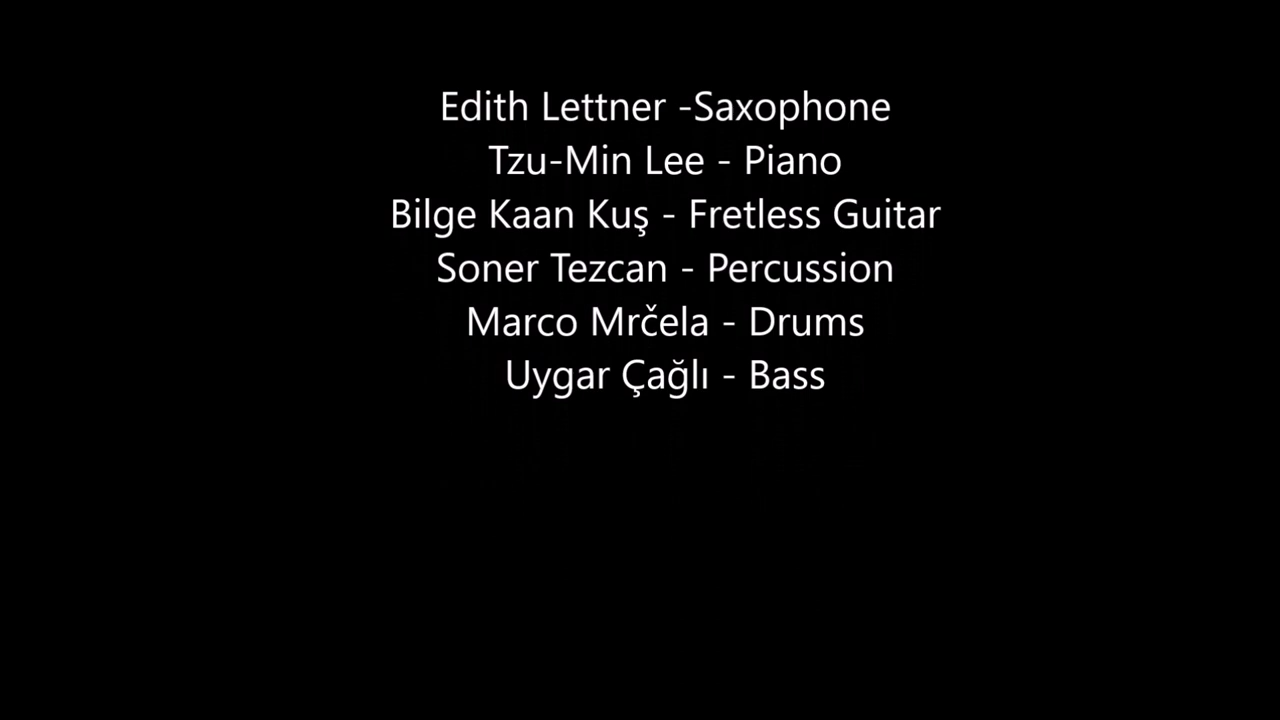 Edith Lettner -Saxophone
Tzu-Min Lee - Piano
Bilge Kaan Kuş - Fretless Guitar
Soner Tezcan - Percussion
Marco Mrčela - Drums
Uygar Çağlı - Bass